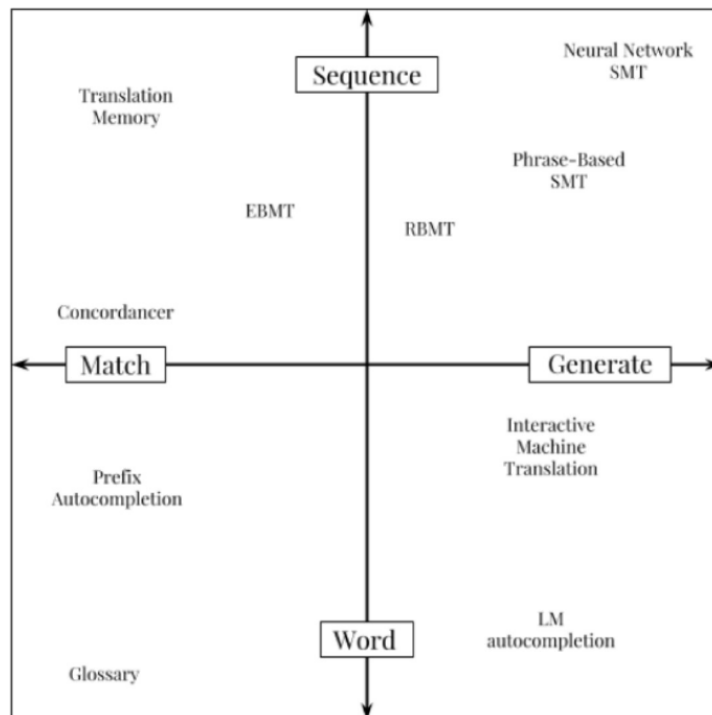 Neural Network
SMT
Sequence
Translation
Memory
Phrase-Based
SMT
EBMT
RBMT
Concordancer
Match
Generate
Interactive
Machine
Translation
Prefix
Autocompletion
LM
autocompletion
Word
Glossary